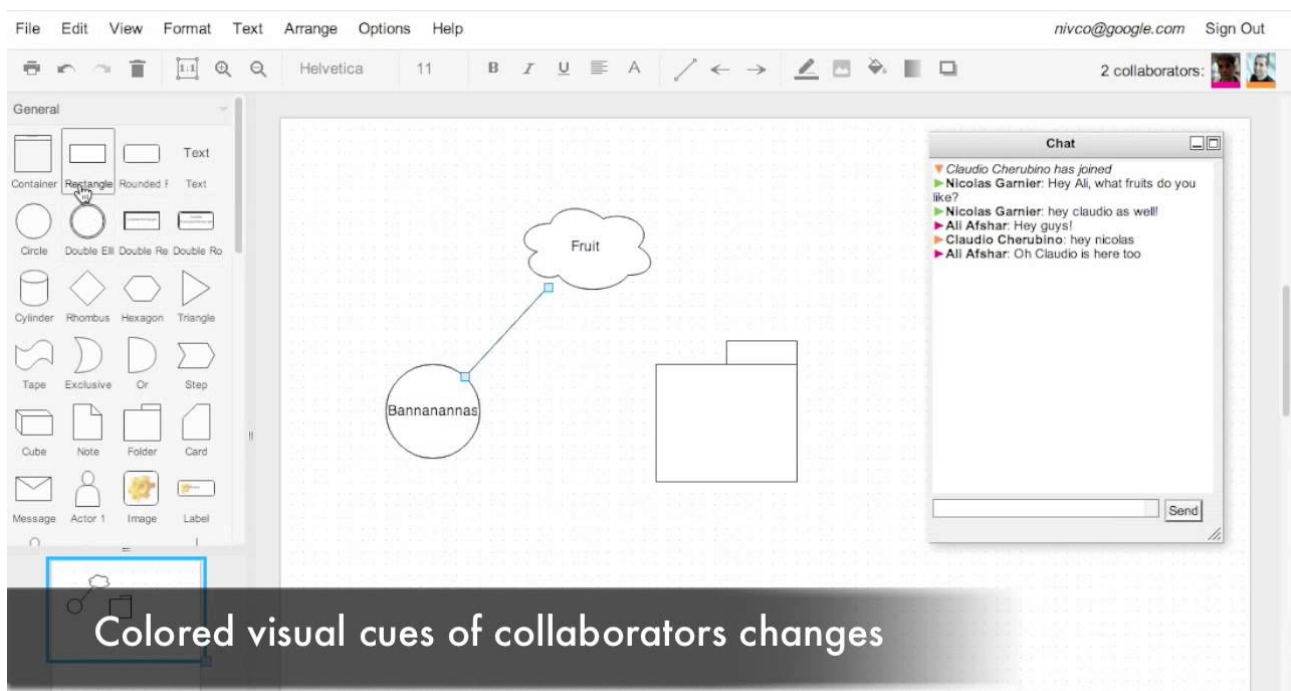 File Edit View Format Text Arrange Options Help nivco@google.com Sign Out
1:1 Helvetica 11 B I U A 2 collaborators:
General
Text
Container Rectangle Rounded F Text
Circle Double Elli Double Re Double Ro
Cylinder Rhombus Hexagon Triangle
Tape Exclusive Or Step
Cube Note Folder Card
Message Actor 1 Image Label
Fruit
Bannanannas
Chat
Claudio Cherubino has joined
Nicolas Garnier: Hey Ali, what fruits do you
like?
Nicolas Garnier: hey claudio as well!
Ali Afshar: Hey guys!
Claudio Cherubino: hey nicolas
Ali Afshar: Oh Claudio is here too
Send
Colored visual cues of collaborators changes